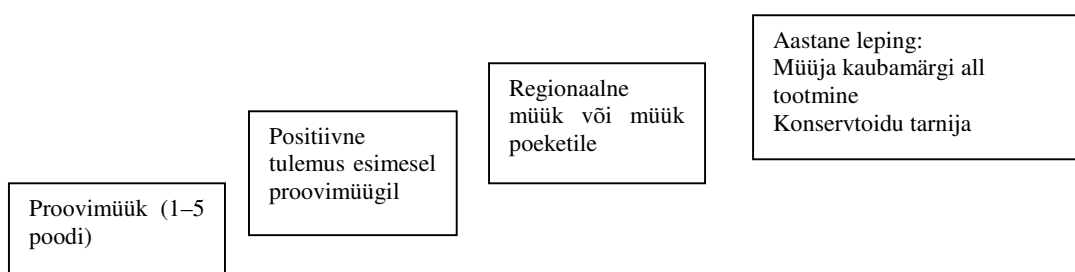 Proovimüük (1–5
poodi)
Positiivne
tulemus esimesel
proovimüügil
Regionaalne
müük või müük
poeketile
Aastane leping:
Müüja kaubamärgi all
tootmine
Konservtoidu tarnija